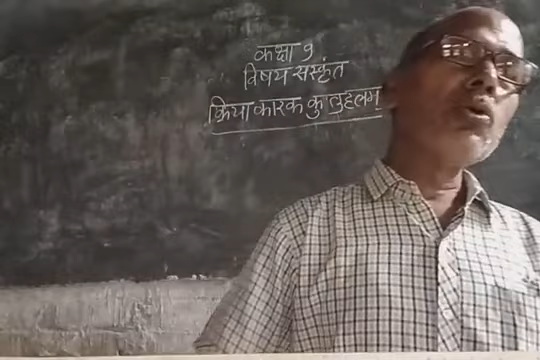 कक्षा 9
विषय संस्कृंत
क्रिया कारक कुतुहलम